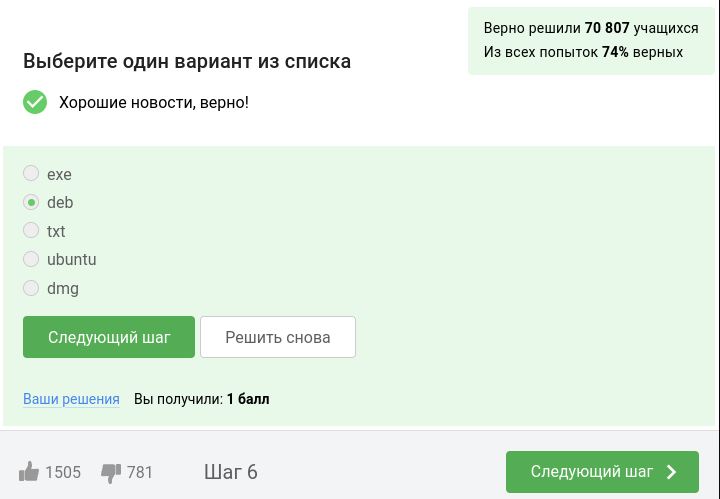 Верно решили 70 807 учащихся
Из всех попыток 74% верных
Выберите один вариант из списка
Хорошие новости, верно!
exe
deb
txt
ubuntu
dmg
Следующий шаг Решить снова
Ваши решения Вы получили: 1 балл
1505 781 Шаг 6 Следующий шаг